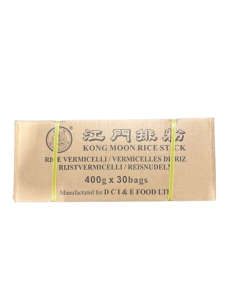 江門排粉
KONG MOON RICE STICK
RICE VERMICELLI / VERMICELLES DE RIZ
RIJSTVERMICELLI / REISNUDELN
400g x 30bags
Manufactured for D C I & E FOOD LTD